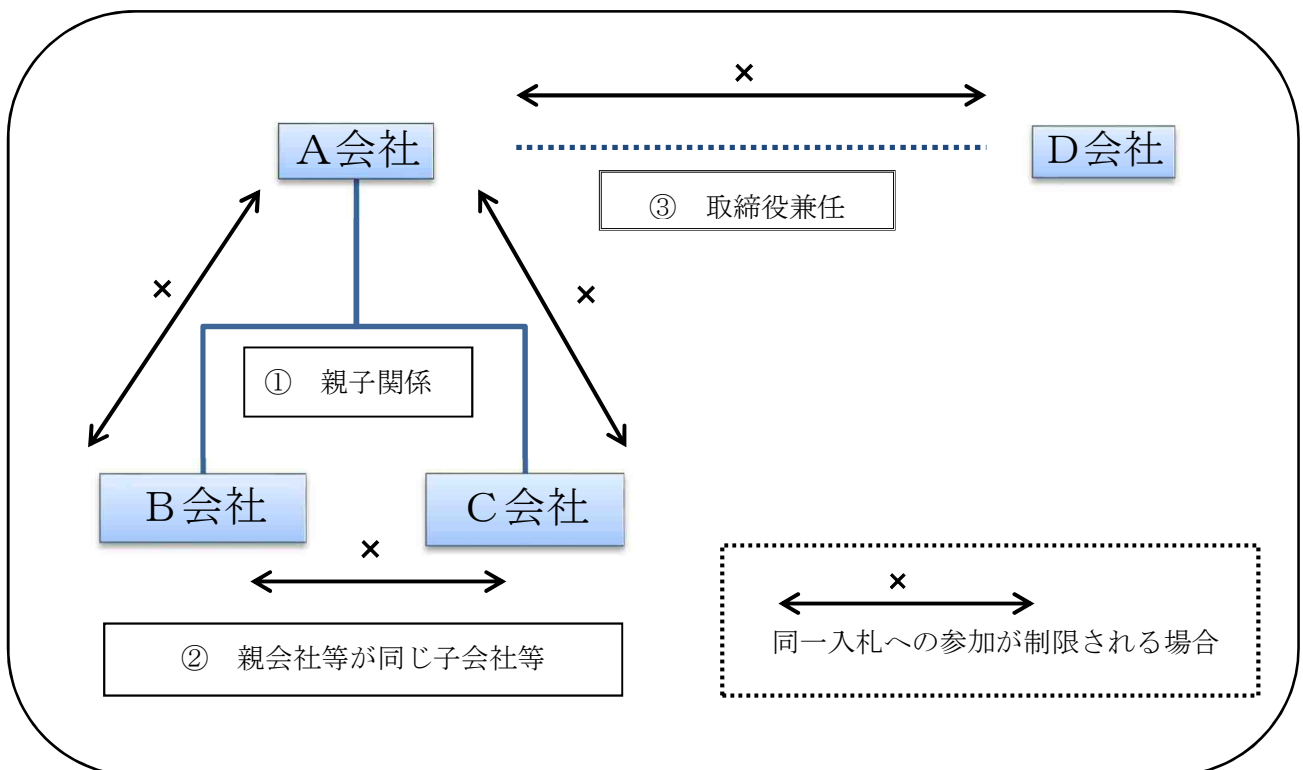 ×
A会社
D会社
③ 取締役兼任
×
×
① 親子関係
B会社
C会社
×
② 親会社等が同じ子会社等
×
同一入札への参加が制限される場合